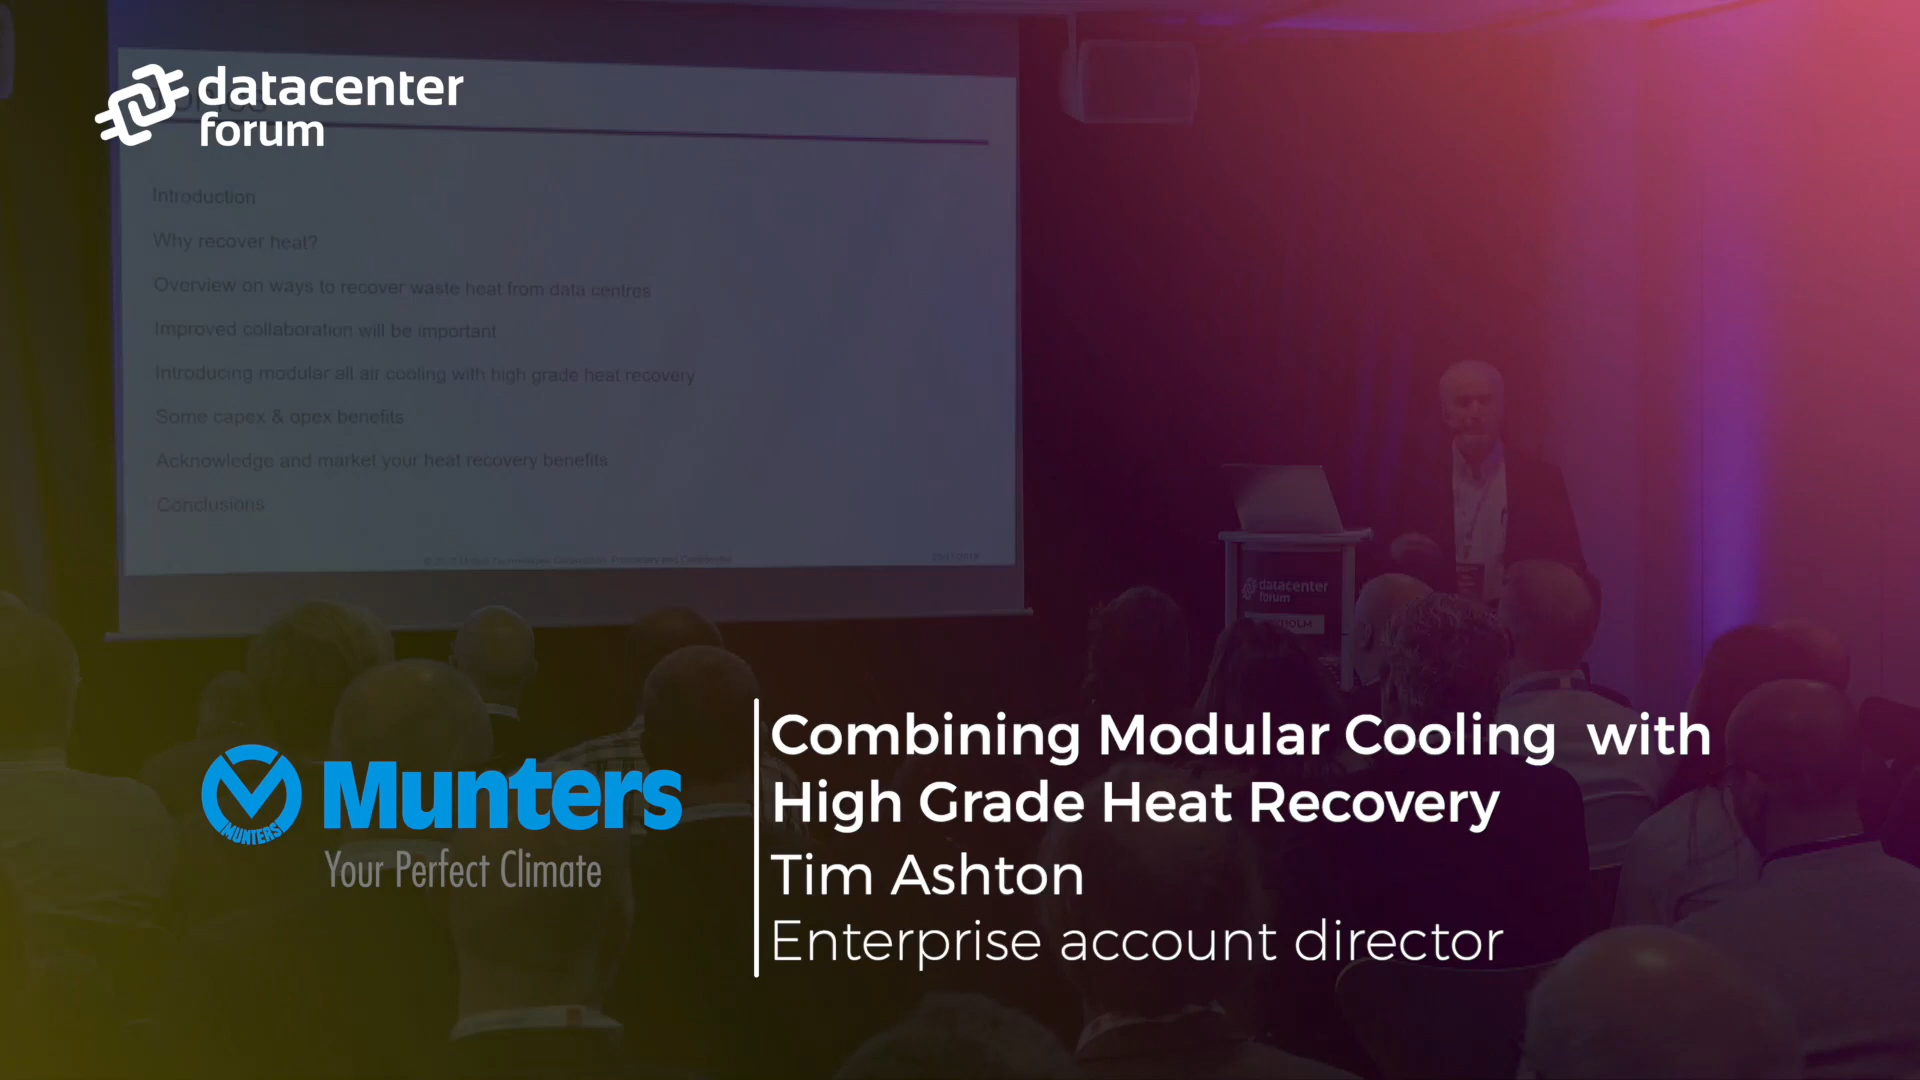 datacenter
forum
Introduction
Why recover heat?
Overview on ways to recover waste heat from data centres
Improved collaboration will be important
Introducing modular all air cooling with high grade heat recovery
Some capex & opex benefits
Acknowledge and market your heat recovery benefits
Conclusions
datacenter
forum
Munters
MUNTERS
Your Perfect Climate
Combining Modular Cooling with
High Grade Heat Recovery
Tim Ashton
Enterprise account director